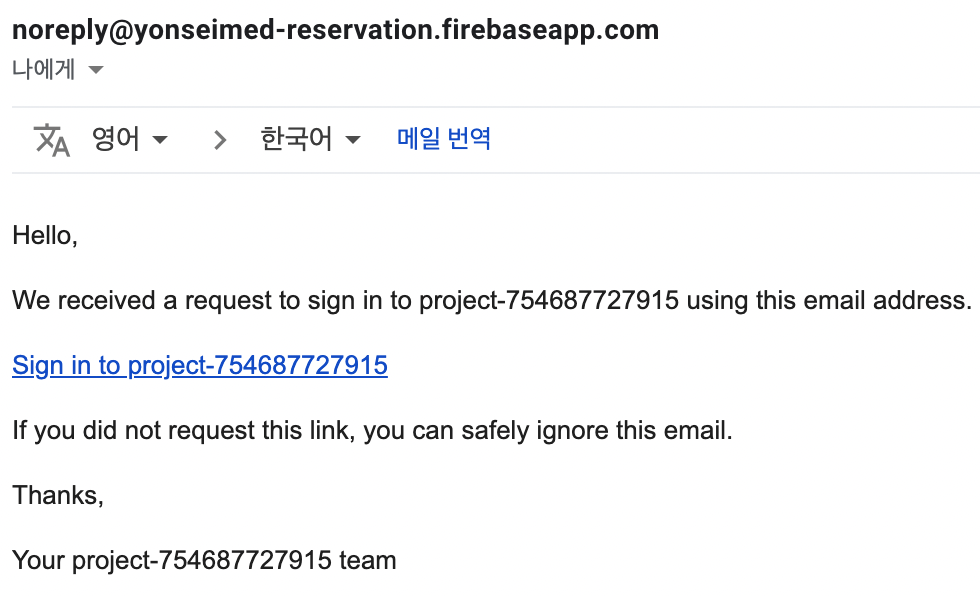 noreply@yonseimed-reservation.firebaseapp.com
나에게
영어 > 한국어 메일 번역
Hello,
We received a request to sign in to project-754687727915 using this email address.
Sign in to project-754687727915
If you did not request this link, you can safely ignore this email.
Thanks,
Your project-754687727915 team